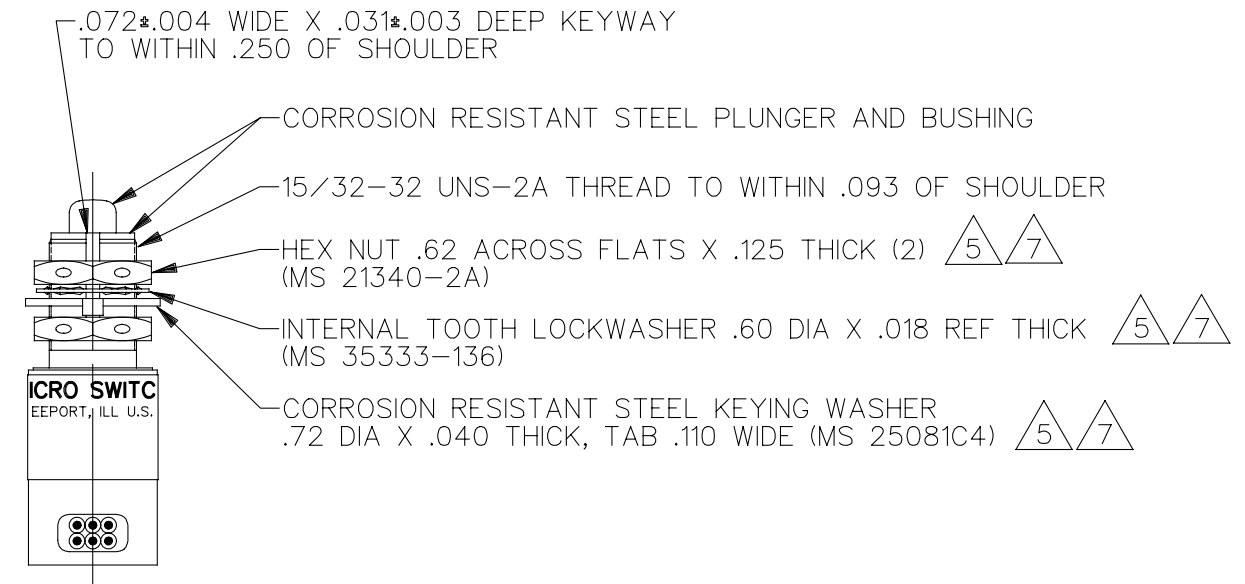 .072±.004 WIDE X .031±.003 DEEP KEYWAY
TO WITHIN .250 OF SHOULDER
CORROSION RESISTANT STEEL PLUNGER AND BUSHING
15/32-32 UNS-2A THREAD TO WITHIN .093 OF SHOULDER
HEX NUT .62 ACROSS FLATS X .125 THICK (2) 5 7
(MS 21340-2A)
INTERNAL TOOTH LOCKWASHER .60 DIA X .018 REF THICK 5 7
(MS 35333-136)
CORROSION RESISTANT STEEL KEYING WASHER
.72 DIA X .040 THICK, TAB .110 WIDE (MS 25081C4) 5 7
ICRO SWITC
EEPORT, ILL U.S.